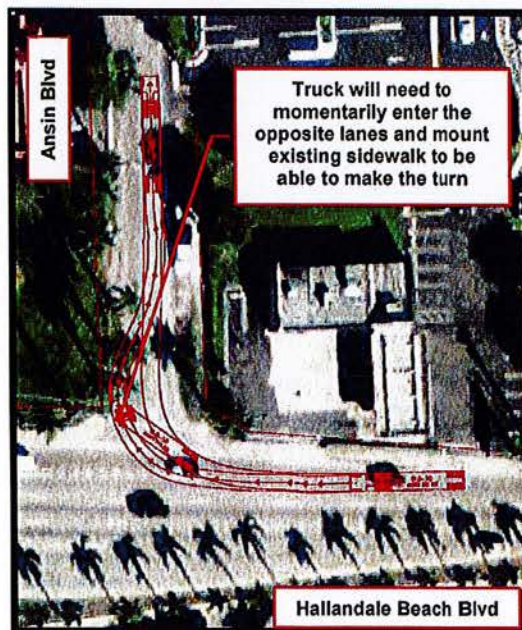 Ansin Blvd
Truck will need to
momentarily enter the
opposite lanes and mount
existing sidewalk to be
able to make the turn
Hallandale Beach Blvd